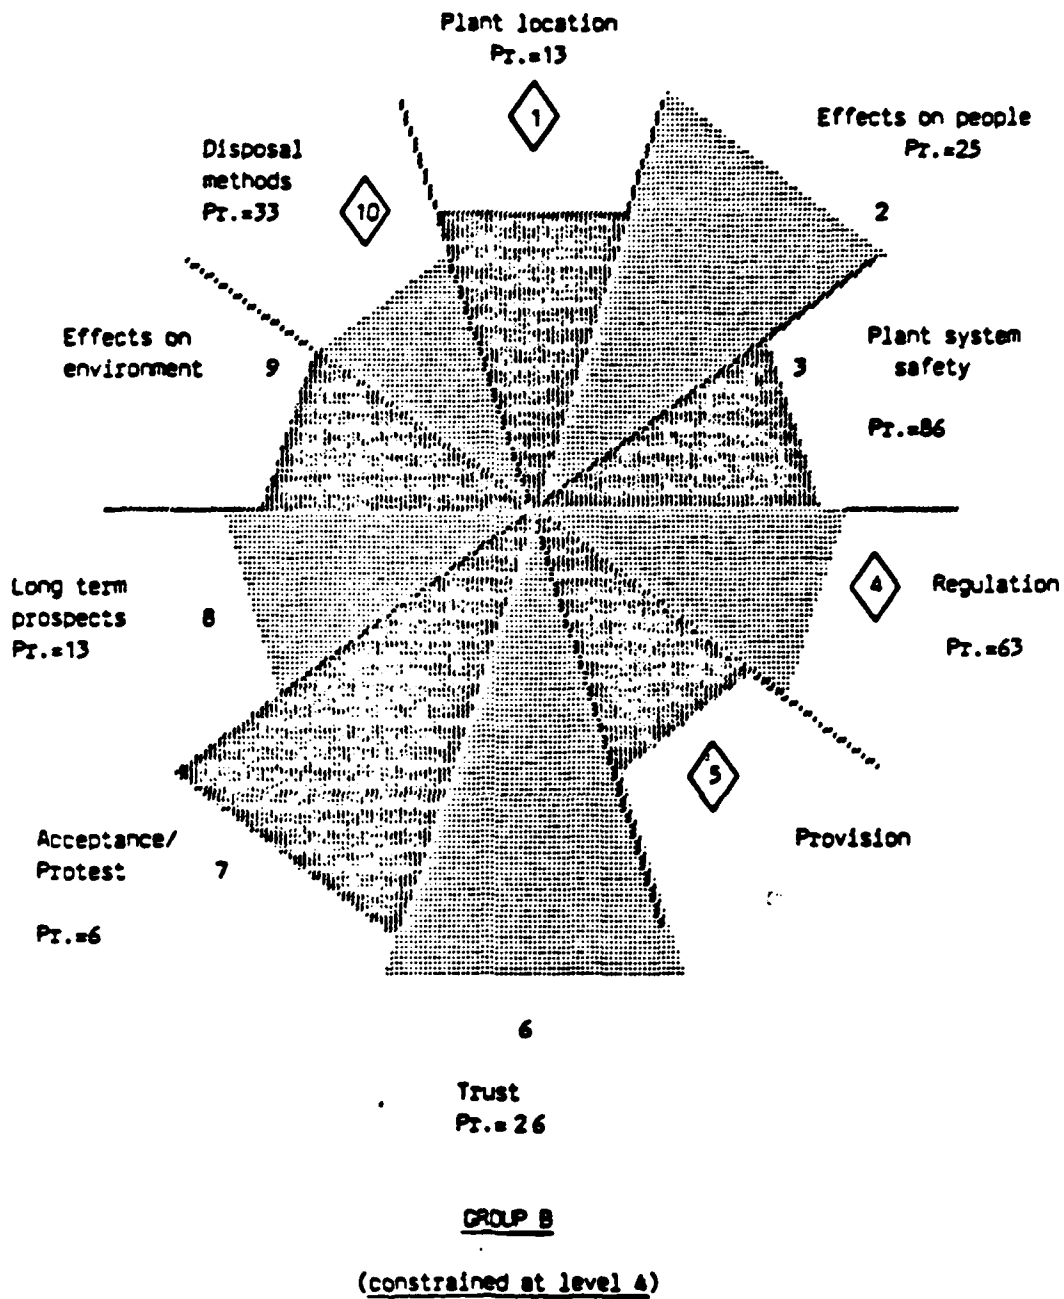 Plant location
Pr.=13
1
Effects on people
Pr.=25
2
Disposal
methods
Pr.=33
10
Effects on
environment 9
3 Plant system
safety
Pr.=86
Long term
prospects 8
Pr.=13
4 Regulation
Pr.=63
5
Provision
Acceptance/
Protest 7
Pr.=6
6
Trust
Pr.=26
GROUP B
(constrained at level 4)